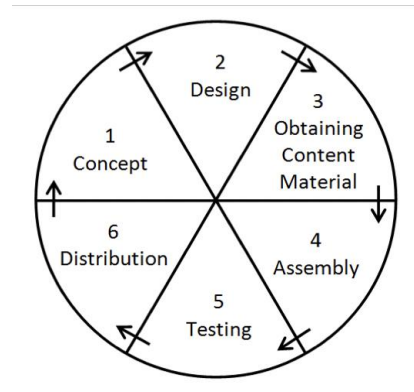 1
Concept
2
Design
3
Obtaining
Content
Material
4
Assembly
5
Testing
6
Distribution